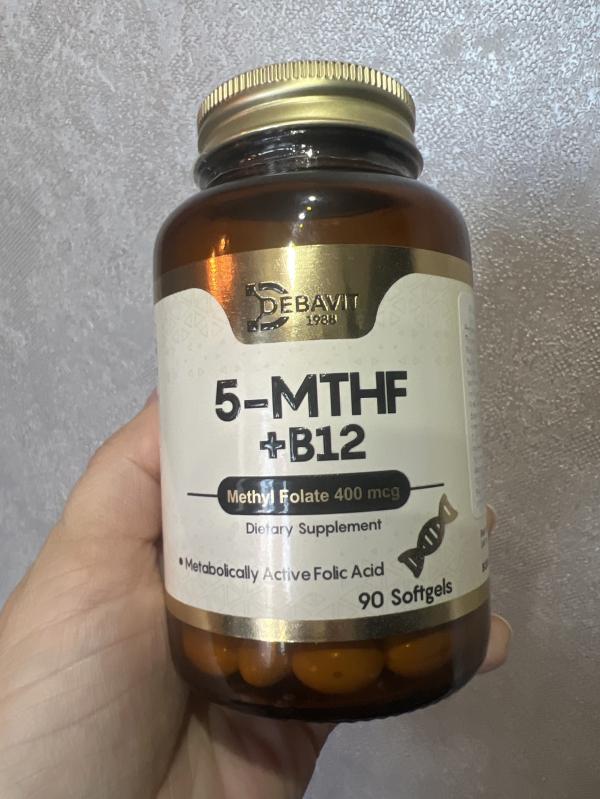 DEBAVIT
1988
5-MTHF
+B12
Methyl Folate 400 mcg
Dietary Supplement
• Metabolically Active Folic Acid
90 Softgels